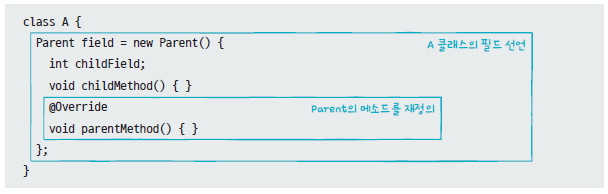 class A {
Parent field = new Parent() { A 클래스의 필드 선언
int childField;
void childMethod() { }
@Override Parent의 메소드를 재정의
void parentMethod() { }
};
}